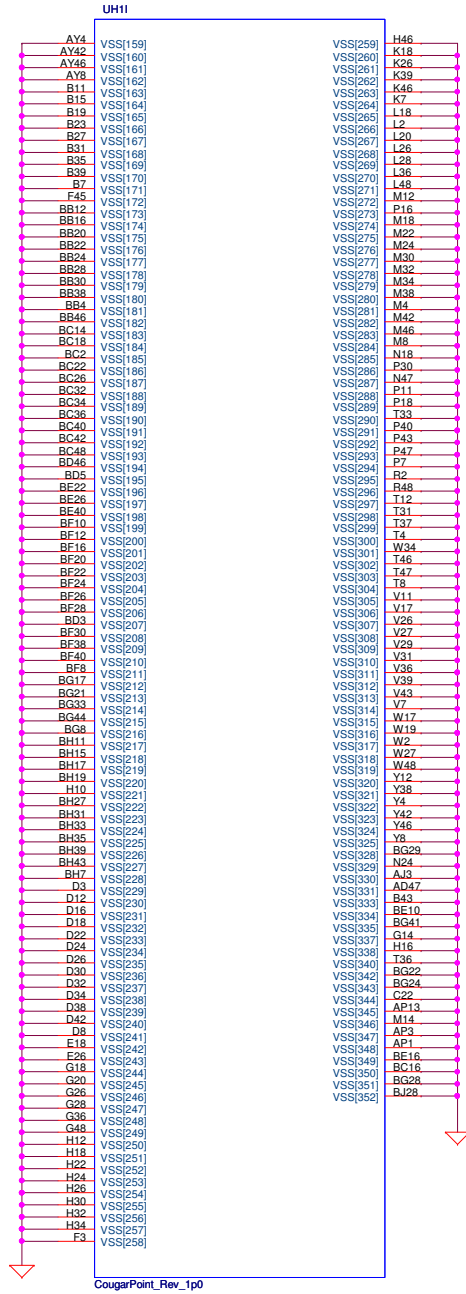 UH1I
AY4 VSS[159]
AY42 VSS[160]
AY46 VSS[161]
AY8 VSS[162]
B11 VSS[163]
B15 VSS[164]
B19 VSS[165]
B23 VSS[166]
B27 VSS[167]
B31 VSS[168]
B35 VSS[169]
B39 VSS[170]
B7 VSS[171]
F45 VSS[172]
BB12 VSS[173]
BB16 VSS[174]
BB20 VSS[175]
BB22 VSS[176]
BB24 VSS[177]
BB28 VSS[178]
BB30 VSS[179]
BB38 VSS[180]
BB4 VSS[181]
BB46 VSS[182]
BC14 VSS[183]
BC18 VSS[184]
BC2 VSS[185]
BC22 VSS[186]
BC26 VSS[187]
BC32 VSS[188]
BC34 VSS[189]
BC36 VSS[190]
BC40 VSS[191]
BC42 VSS[192]
BC48 VSS[193]
BD46 VSS[194]
BD5 VSS[195]
BE22 VSS[196]
BE26 VSS[197]
BE40 VSS[198]
BF10 VSS[199]
BF12 VSS[200]
BF16 VSS[201]
BF20 VSS[202]
BF22 VSS[203]
BF24 VSS[204]
BF26 VSS[205]
BF28 VSS[206]
BD3 VSS[207]
BF30 VSS[208]
BF38 VSS[209]
BF40 VSS[210]
BF8 VSS[211]
BG17 VSS[212]
BG21 VSS[213]
BG33 VSS[214]
BG44 VSS[215]
BG8 VSS[216]
BH11 VSS[217]
BH15 VSS[218]
BH17 VSS[219]
BH19 VSS[220]
H10 VSS[221]
BH27 VSS[222]
BH31 VSS[223]
BH33 VSS[224]
BH35 VSS[225]
BH39 VSS[226]
BH43 VSS[227]
BH7 VSS[228]
D3 VSS[229]
D12 VSS[230]
D16 VSS[231]
D18 VSS[232]
D22 VSS[233]
D24 VSS[234]
D26 VSS[235]
D30 VSS[236]
D32 VSS[237]
D34 VSS[238]
D38 VSS[239]
D42 VSS[240]
D8 VSS[241]
E18 VSS[242]
E26 VSS[243]
G18 VSS[244]
G20 VSS[245]
G26 VSS[246]
G28 VSS[247]
G36 VSS[248]
G48 VSS[249]
H12 VSS[250]
H18 VSS[251]
H22 VSS[252]
H24 VSS[253]
H26 VSS[254]
H30 VSS[255]
H32 VSS[256]
H34 VSS[257]
F3 VSS[258]
VSS[259] H46
VSS[260] K18
VSS[261] K26
VSS[262] K39
VSS[263] K46
VSS[264] K7
VSS[265] L18
VSS[266] L2
VSS[267] L20
VSS[268] L26
VSS[269] L28
VSS[270] L36
VSS[271] L48
VSS[272] M12
VSS[273] P16
VSS[274] M18
VSS[275] M22
VSS[276] M24
VSS[277] M30
VSS[278] M32
VSS[279] M34
VSS[280] M38
VSS[281] M4
VSS[282] M42
VSS[283] M46
VSS[284] M8
VSS[285] N18
VSS[286] P30
VSS[287] N47
VSS[288] P11
VSS[289] P18
VSS[290] T33
VSS[291] P40
VSS[292] P43
VSS[293] P47
VSS[294] P7
VSS[295] R2
VSS[296] R48
VSS[297] T12
VSS[298] T31
VSS[299] T37
VSS[300] T4
VSS[301] W34
VSS[302] T46
VSS[303] T47
VSS[304] T8
VSS[305] V11
VSS[306] V17
VSS[307] V26
VSS[308] V27
VSS[309] V29
VSS[310] V31
VSS[311] V36
VSS[312] V39
VSS[313] V43
VSS[314] V7
VSS[315] W17
VSS[316] W19
VSS[317] W2
VSS[318] W27
VSS[319] W48
VSS[320] Y12
VSS[321] Y38
VSS[322] Y4
VSS[323] Y42
VSS[324] Y46
VSS[325] Y8
VSS[328] BG29
VSS[329] N24
VSS[330] AJ3
VSS[331] AD47
VSS[333] B43
VSS[334] BE10
VSS[335] BG41
VSS[337] G14
VSS[338] H16
VSS[340] T36
VSS[342] BG22
VSS[343] BG24
VSS[344] C22
VSS[345] AP13
VSS[346] M14
VSS[347] AP3
VSS[348] AP1
VSS[349] BE16
VSS[350] BC16
VSS[351] BG28
VSS[352] BJ28
CougarPoint_Rev_1p0